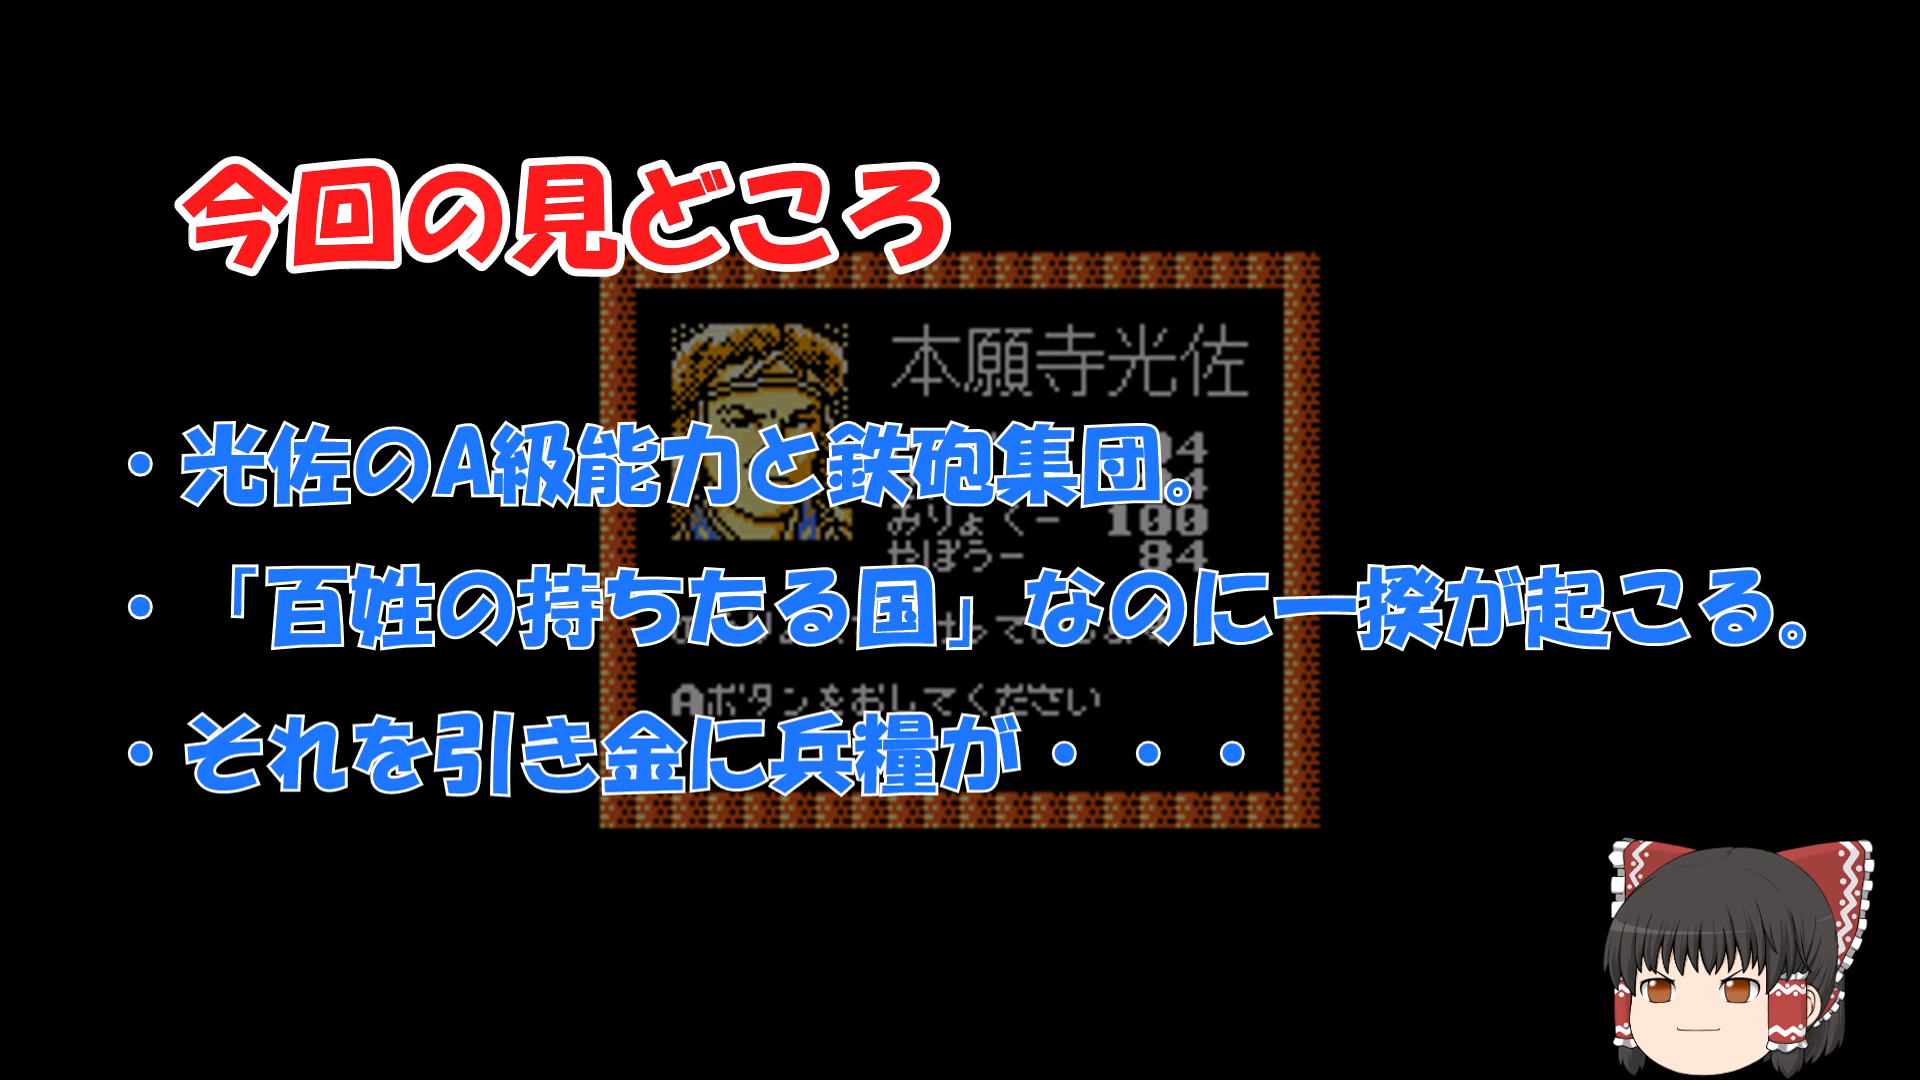 今回の見どころ
本願寺光佐
・光佐のA級能力と鉄砲集団。
みりょくー 100
やぼうー 84
・「百姓の持ちたる国」なのに一揆が起こる。
Aボタンをおしてください
・それを引き金に兵糧が・・・